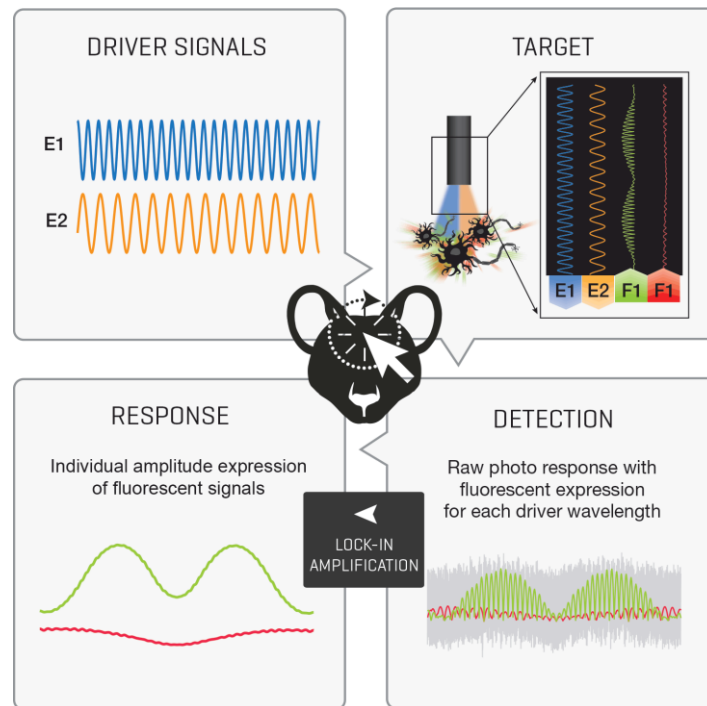 DRIVER SIGNALS
E1
E2
TARGET
E1 E2 F1 F1
DETECTION
Raw photo response with
fluorescent expression
for each driver wavelength
LOCK-IN
AMPLIFICATION
RESPONSE
Individual amplitude expression
of fluorescent signals